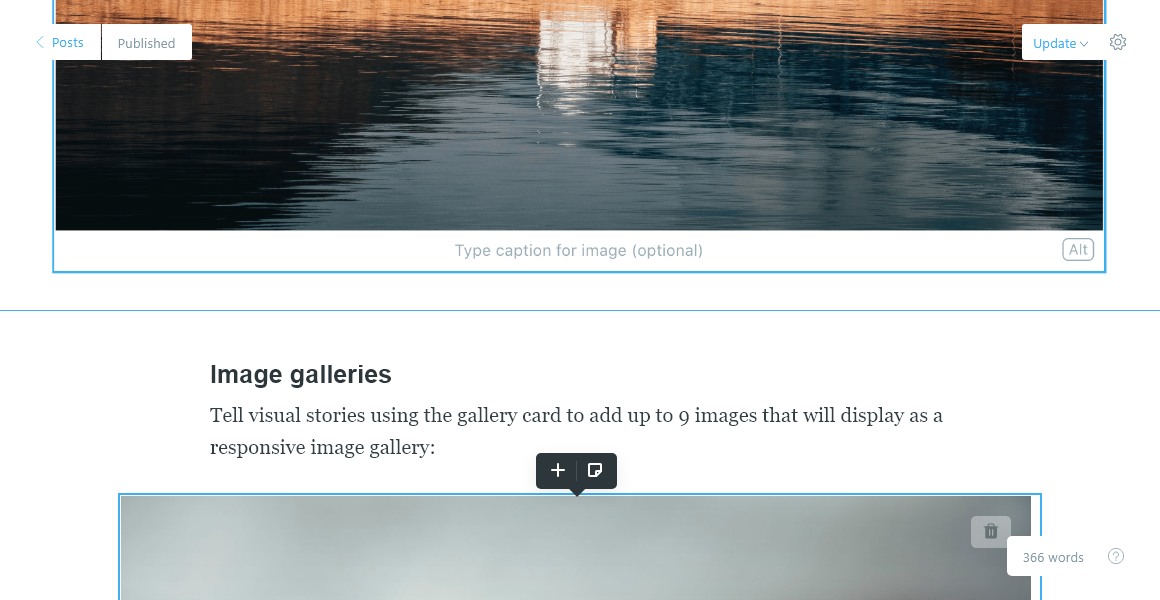 Posts
Published
Update
Type caption for image (optional)
Alt
Image galleries
Tell visual stories using the gallery card to add up to 9 images that will display as a
responsive image gallery:
366 words
?